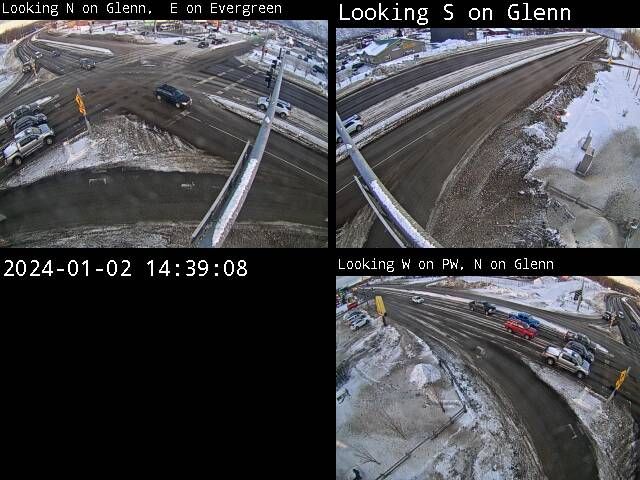 Looking N on Glenn,  E on Evergreen
Looking S on Glenn
2024-01-02 14:39:08
Looking W on PW, N on Glenn